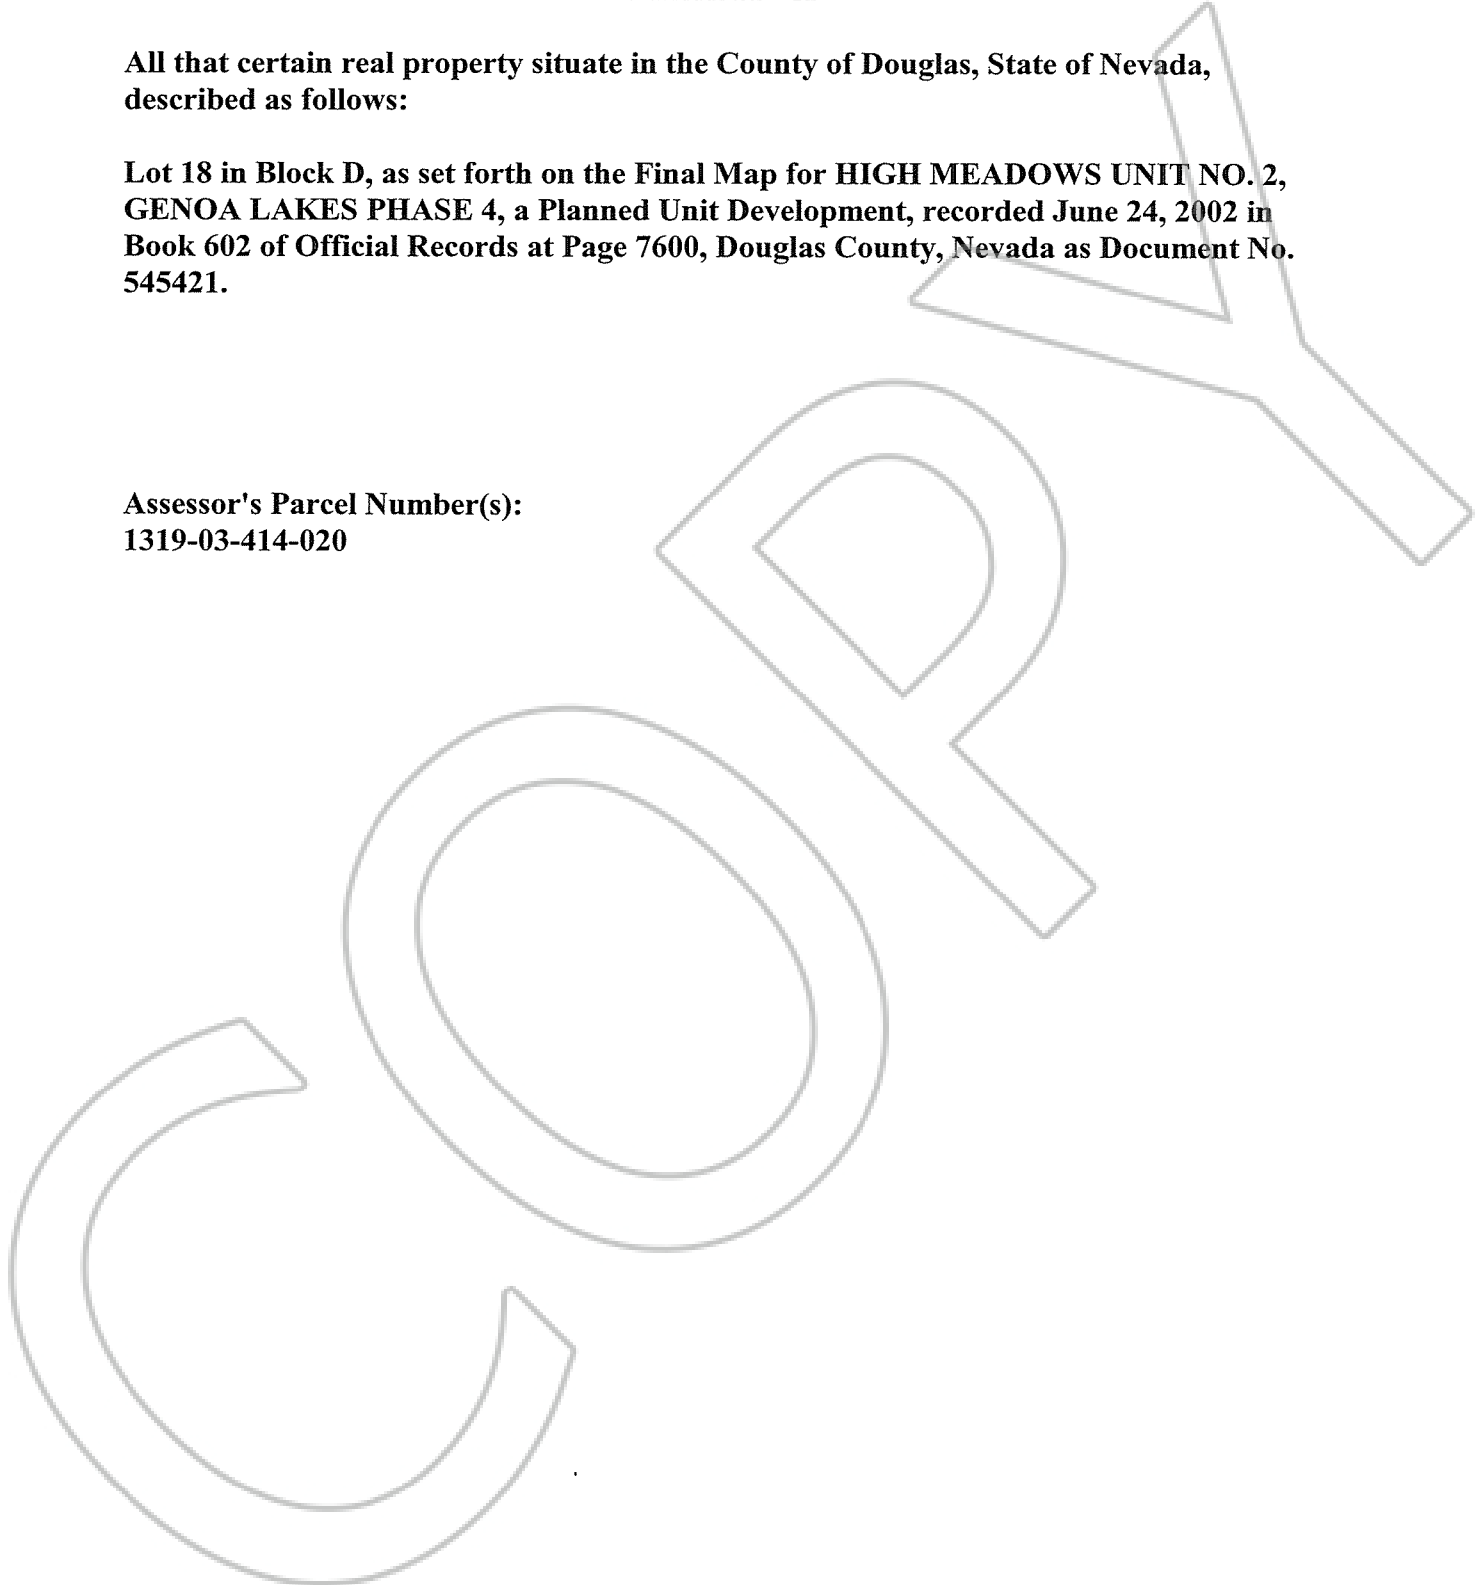 All that certain real property situate in the County of Douglas, State of Nevada,
described as follows:
Lot 18 in Block D, as set forth on the Final Map for HIGH MEADOWS UNIT NO. 2,
GENOA LAKES PHASE 4, a Planned Unit Development, recorded June 24, 2002 in
Book 602 of Official Records at Page 7600, Douglas County, Nevada as Document No.
545421.
Assessor's Parcel Number(s):
1319-03-414-020
COPY